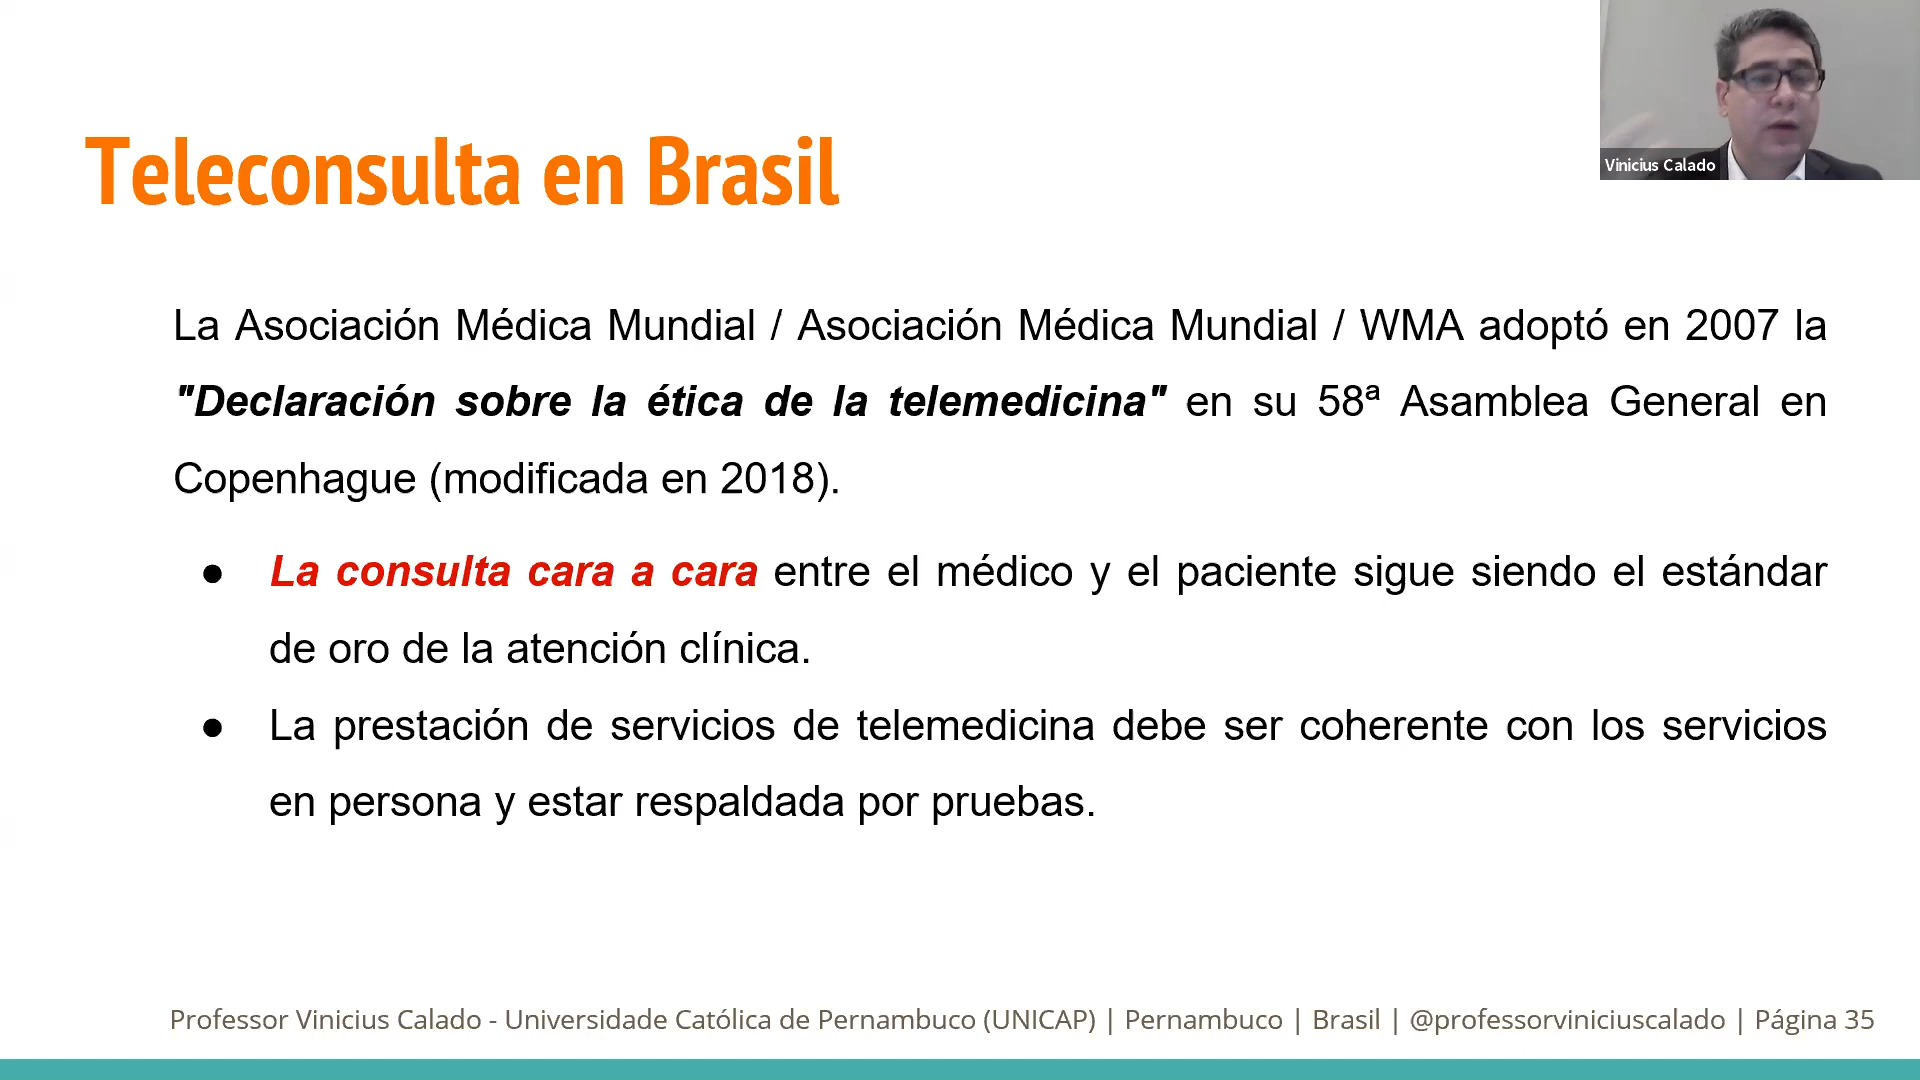 Vinicius Calado
Teleconsulta en Brasil
La Asociación Médica Mundial / Asociación Médica Mundial / WMA adoptó en 2007 la
"Declaración sobre la ética de la telemedicina" en su 58ª Asamblea General en
Copenhague (modificada en 2018).
● La consulta cara a cara entre el médico y el paciente sigue siendo el estándar
de oro de la atención clínica.
● La prestación de servicios de telemedicina debe ser coherente con los servicios
en persona y estar respaldada por pruebas.
Professor Vinicius Calado - Universidade Católica de Pernambuco (UNICAP) | Pernambuco | Brasil | @professorviniciuscalado | Página 35